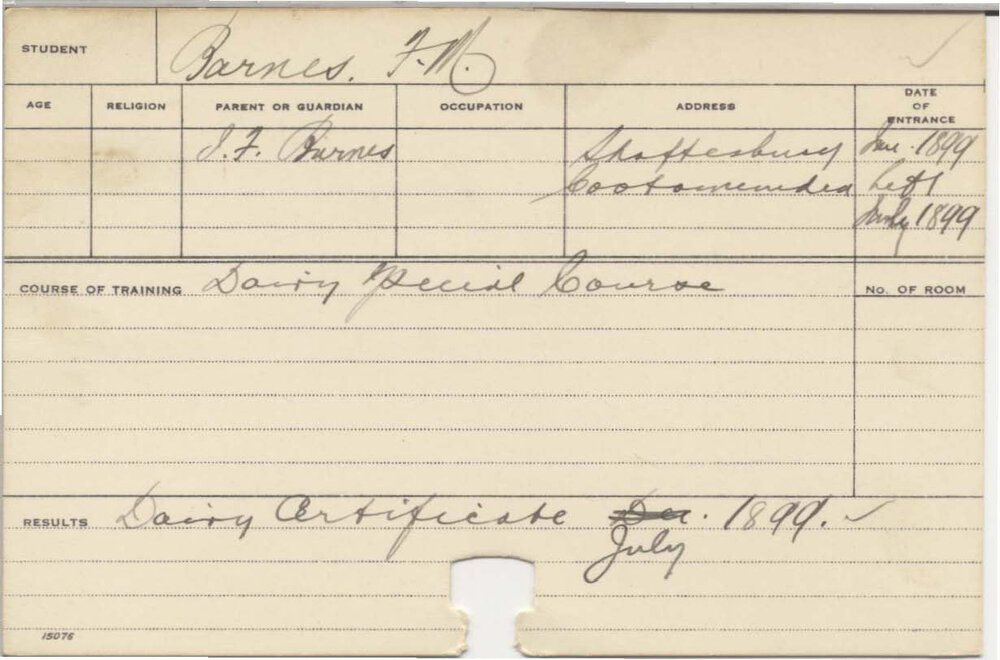 STUDENT Barnes. F.M.
AGE RELIGION PARENT OR GUARDIAN OCCUPATION ADDRESS DATE OF ENTRANCE
J.F. Barnes Shaftesbury Jan. 1899
Cootamundra Left
July 1899
COURSE OF TRAINING Dairy Special Course No. OF ROOM
RESULTS Dairy Certificate Dec. 1899.
July
15076